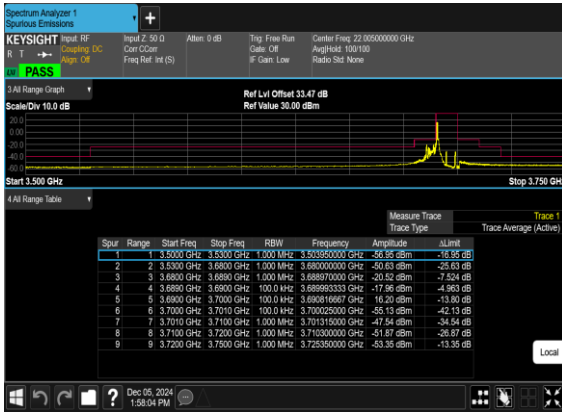 Spectrum Analyzer 1
Spurious Emissions
KEYSIGHT Input: RF Input Z: 50 Ω Atten: 0 dB Trig: Free Run Center Freq: 22.005000000 GHz
R T Coupling: DC Corr CCorr Gate: Off Avg|Hold: 100/100
Align: Off Freq Ref: Int (S) IF Gain: Low Radio Std: None
PASS
3 All Range Graph
Ref Lvl Offset 33.47 dB
Scale/Div 10.0 dB Ref Value 30.00 dBm
20.0
0.00
-20.0
-40.0
-60.0
Start 3.500 GHz Stop 3.750 GHz
4 All Range Table
Measure Trace Trace 1
Trace Type Trace Average (Active)
Spur Range Start Freq Stop Freq RBW Frequency Amplitude ΔLimit
1 1 3.5000 GHz 3.5300 GHz 1.000 MHz 3.503950000 GHz -56.95 dBm -16.95 dB
2 2 3.5300 GHz 3.6800 GHz 1.000 MHz 3.680000000 GHz -50.63 dBm -25.63 dB
3 3 3.6800 GHz 3.6890 GHz 1.000 MHz 3.688970000 GHz -20.52 dBm -7.524 dB
4 4 3.6890 GHz 3.6900 GHz 100.0 kHz 3.689993333 GHz -17.96 dBm -4.963 dB
5 5 3.6900 GHz 3.7000 GHz 100.0 kHz 3.690816667 GHz 16.20 dBm -13.80 dB
6 6 3.7000 GHz 3.7010 GHz 100.0 kHz 3.700025000 GHz -55.13 dBm -42.13 dB
7 7 3.7010 GHz 3.7100 GHz 1.000 MHz 3.701315000 GHz -47.54 dBm -34.54 dB
8 8 3.7100 GHz 3.7200 GHz 1.000 MHz 3.710300000 GHz -51.87 dBm -26.87 dB
9 9 3.7200 GHz 3.7500 GHz 1.000 MHz 3.725350000 GHz -53.35 dBm -13.35 dB
Local
Dec 05, 2024
1:58:04 PM